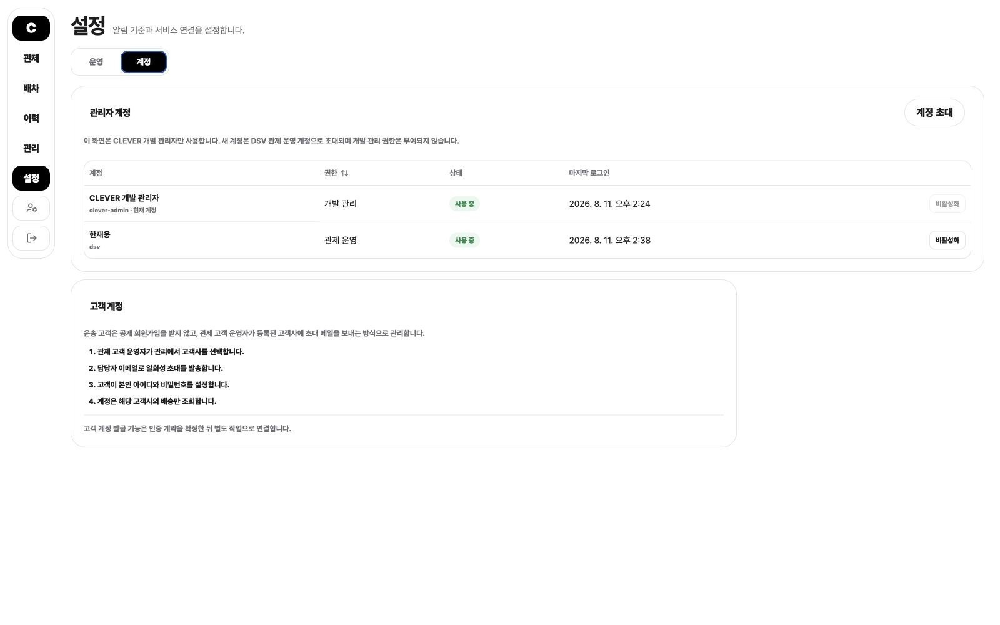 C
관제
배차
이력
관리
설정
설정 알림 기준과 서비스 연결을 설정합니다.
운영 계정
관리자 계정
계정 초대
이 화면은 CLEVER 개발 관리자만 사용합니다. 새 계정은 DSV 관제 운영 계정으로 초대되며 개발 관리 권한은 부여되지 않습니다.
계정 권한 상태 마지막 로그인
CLEVER 개발 관리자
clever-admin · 현재 계정
개발 관리 사용 중 2026. 8. 11. 오후 2:24 비활성화
한재웅
dsv
관제 운영 사용 중 2026. 8. 11. 오후 2:38 비활성화
고객 계정
운송 고객은 공개 회원가입을 받지 않고, 관제 고객 운영자가 등록된 고객사에 초대 메일을 보내는 방식으로 관리합니다.
1. 관제 고객 운영자가 관리에서 고객사를 선택합니다.
2. 담당자 이메일로 일회성 초대를 발송합니다.
3. 고객이 본인 아이디와 비밀번호를 설정합니다.
4. 계정은 해당 고객사의 배송만 조회합니다.
고객 계정 발급 기능은 인증 계약을 확정한 뒤 별도 작업으로 연결합니다.